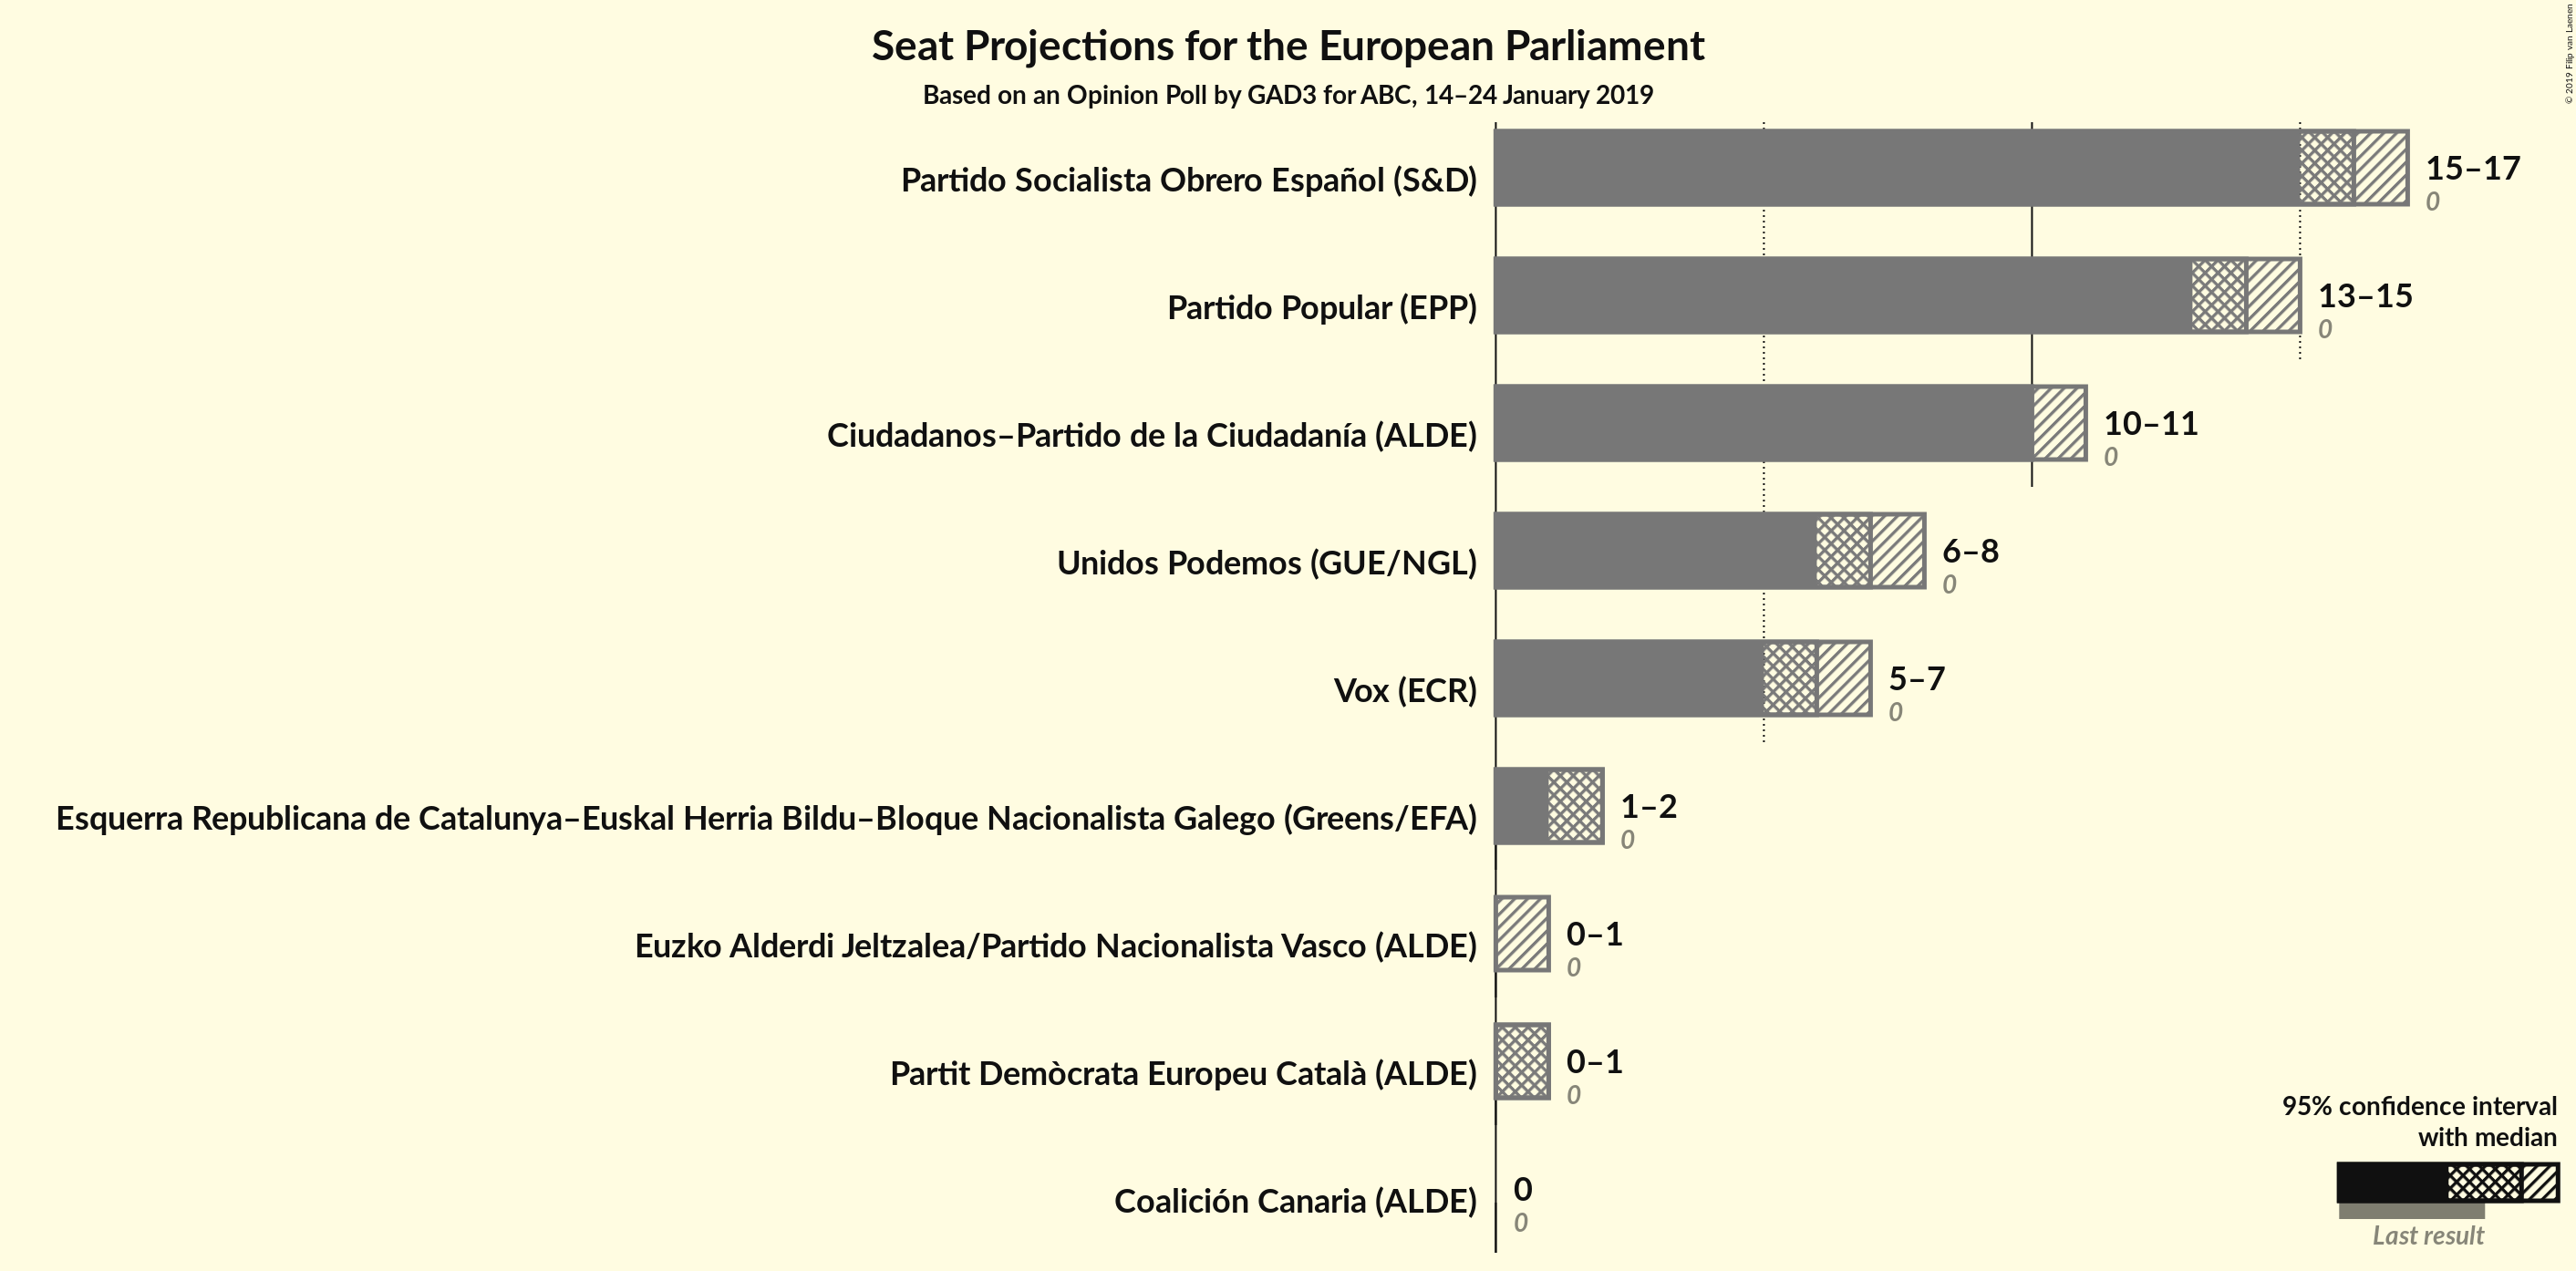 Seat Projections for the European Parliament
Based on an Opinion Poll by GAD3 for ABC, 14–24 January 2019
© 2019 Filip van Laenen
Partido Socialista Obrero Español (S&D)
15–17
0
Partido Popular (EPP)
13–15
0
Ciudadanos–Partido de la Ciudadanía (ALDE)
10–11
0
Unidos Podemos (GUE/NGL)
6–8
0
Vox (ECR)
5–7
0
Esquerra Republicana de Catalunya–Euskal Herria Bildu–Bloque Nacionalista Galego (Greens/EFA)
1–2
0
Euzko Alderdi Jeltzalea/Partido Nacionalista Vasco (ALDE)
0–1
0
Partit Demòcrata Europeu Català (ALDE)
0–1
0
Coalición Canaria (ALDE)
0
0
95% confidence interval
with median
Last result